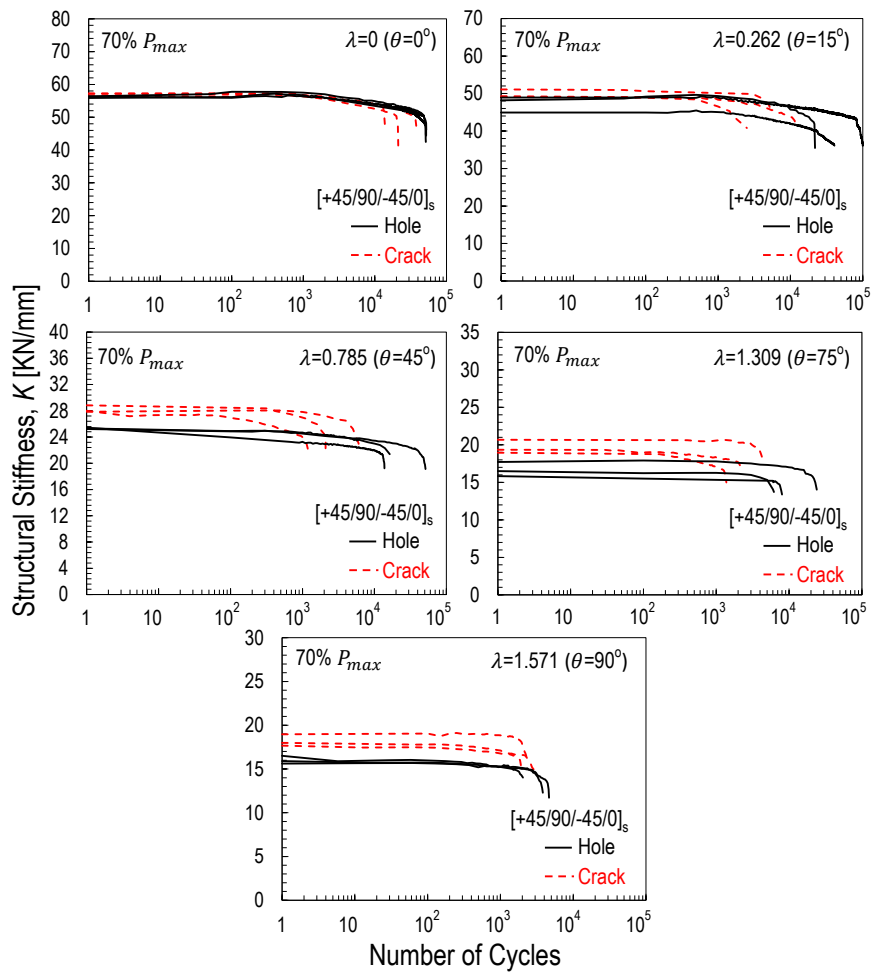 70% P_max λ=0 (θ=0°)
80
70
60
50
40
30
20
10
0
[+45/90/-45/0]s
Hole
Crack
1 10 10² 10³ 10⁴ 10⁵
70% P_max λ=0.262 (θ=15°)
70
60
50
40
30
20
10
0
[+45/90/-45/0]s
Hole
Crack
1 10 10² 10³ 10⁴ 10⁵
Structural Stiffness, K [KN/mm]
70% P_max λ=0.785 (θ=45°)
40
36
32
28
24
20
16
12
8
4
0
[+45/90/-45/0]s
Hole
Crack
1 10 10² 10³ 10⁴ 10⁵
70% P_max λ=1.309 (θ=75°)
35
30
25
20
15
10
5
0
[+45/90/-45/0]s
Hole
Crack
1 10 10² 10³ 10⁴ 10⁵
70% P_max λ=1.571 (θ=90°)
30
25
20
15
10
5
0
[+45/90/-45/0]s
Hole
Crack
1 10 10² 10³ 10⁴ 10⁵
Number of Cycles